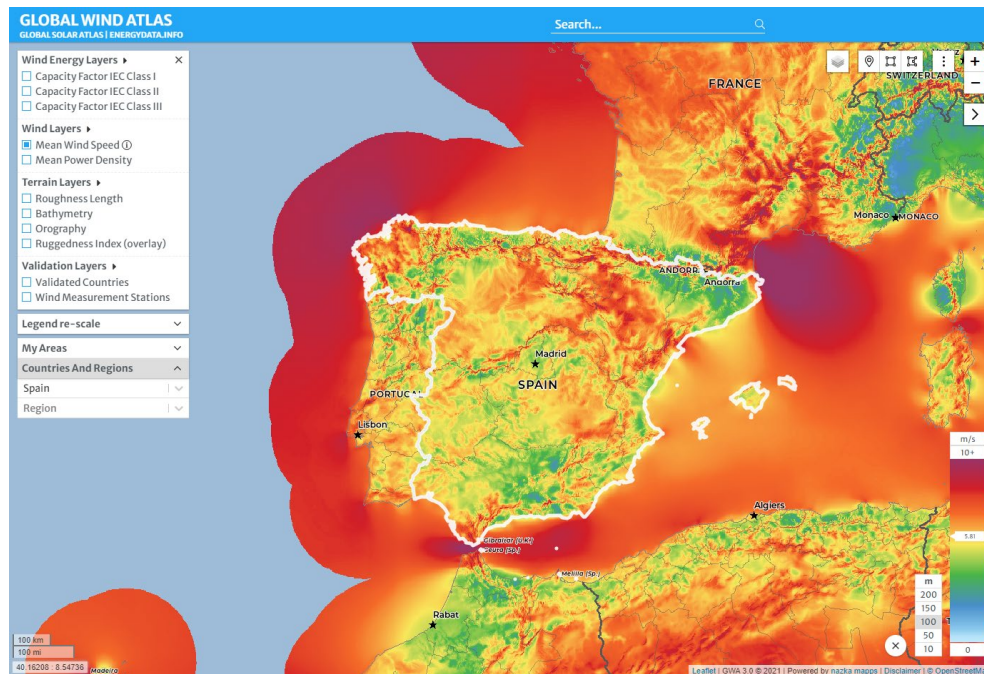 GLOBAL WIND ATLAS
GLOBAL SOLAR ATLAS | ENERGYDATA.INFO
Search...
Wind Energy Layers
Capacity Factor IEC Class I
Capacity Factor IEC Class II
Capacity Factor IEC Class III
Wind Layers
Mean Wind Speed
Mean Power Density
Terrain Layers
Roughness Length
Bathymetry
Orography
Ruggedness Index (overlay)
Validation Layers
Validated Countries
Wind Measurement Stations
Legend re-scale
My Areas
Countries And Regions
Spain
Region
FRANCE
SWITZERLAND
Monaco
MONACO
Andorra
Madrid
SPAIN
Lisbon
Gibraltar (U.K.)
Ceuta (Sp.)
Melilla (Sp.)
Algiers
Rabat
Madeira
+
−
m/s
10+
5.81
0
m
200
150
100
50
10
100 km
100 mi
40.16208 : 8.54736
Leaflet | GWA 3.0 © 2021 | Powered by nazka maps | Disclaimer | © OpenStreetMa